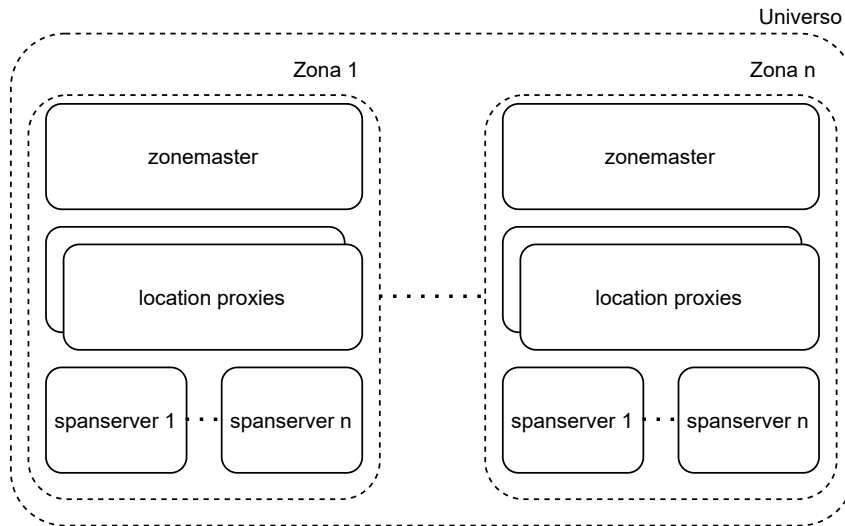 Universo
Zona 1
Zona n
zonemaster
zonemaster
location proxies
location proxies
spanserver 1
spanserver n
spanserver 1
spanserver n